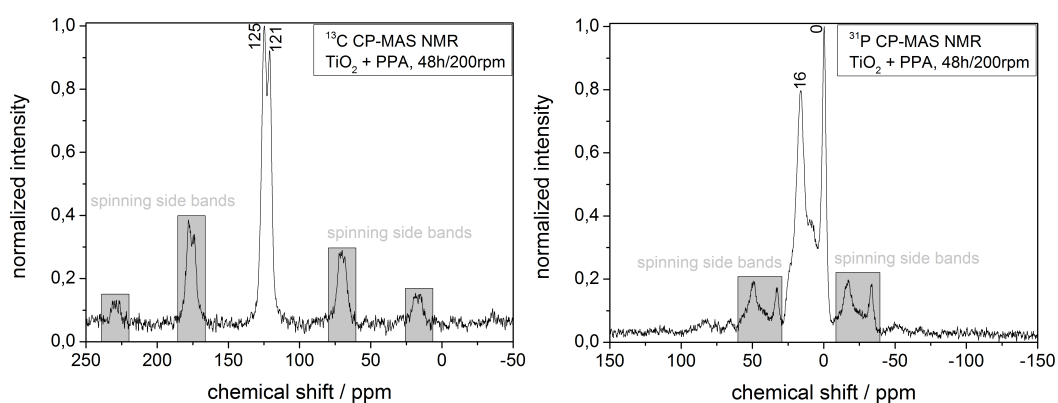 1,0
0,8
0,6
0,4
0,2
0,0
normalized intensity
125
121
¹³C CP-MAS NMR
TiO₂ + PPA, 48h/200rpm
spinning side bands
spinning side bands
250 200 150 100 50 0 -50
chemical shift / ppm
1,0
0,8
0,6
0,4
0,2
0,0
normalized intensity
16
0
³¹P CP-MAS NMR
TiO₂ + PPA, 48h/200rpm
spinning side bands
spinning side bands
150 100 50 0 -50 -100 -150
chemical shift / ppm